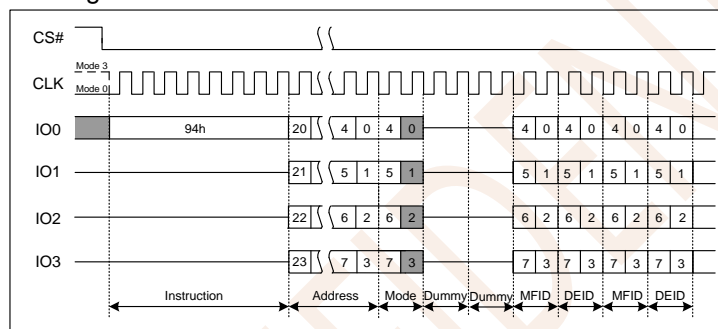 CS#
Mode 3
CLK
Mode 0
IO0 94h 20 4 0 4 0 4 0 4 0 4 0 4 0
IO1 21 5 1 5 1 5 1 5 1 5 1 5 1
IO2 22 6 2 6 2 6 2 6 2 6 2 6 2
IO3 23 7 3 7 3 7 3 7 3 7 3 7 3
Instruction Address Mode Dummy Dummy MFID DEID MFID DEID